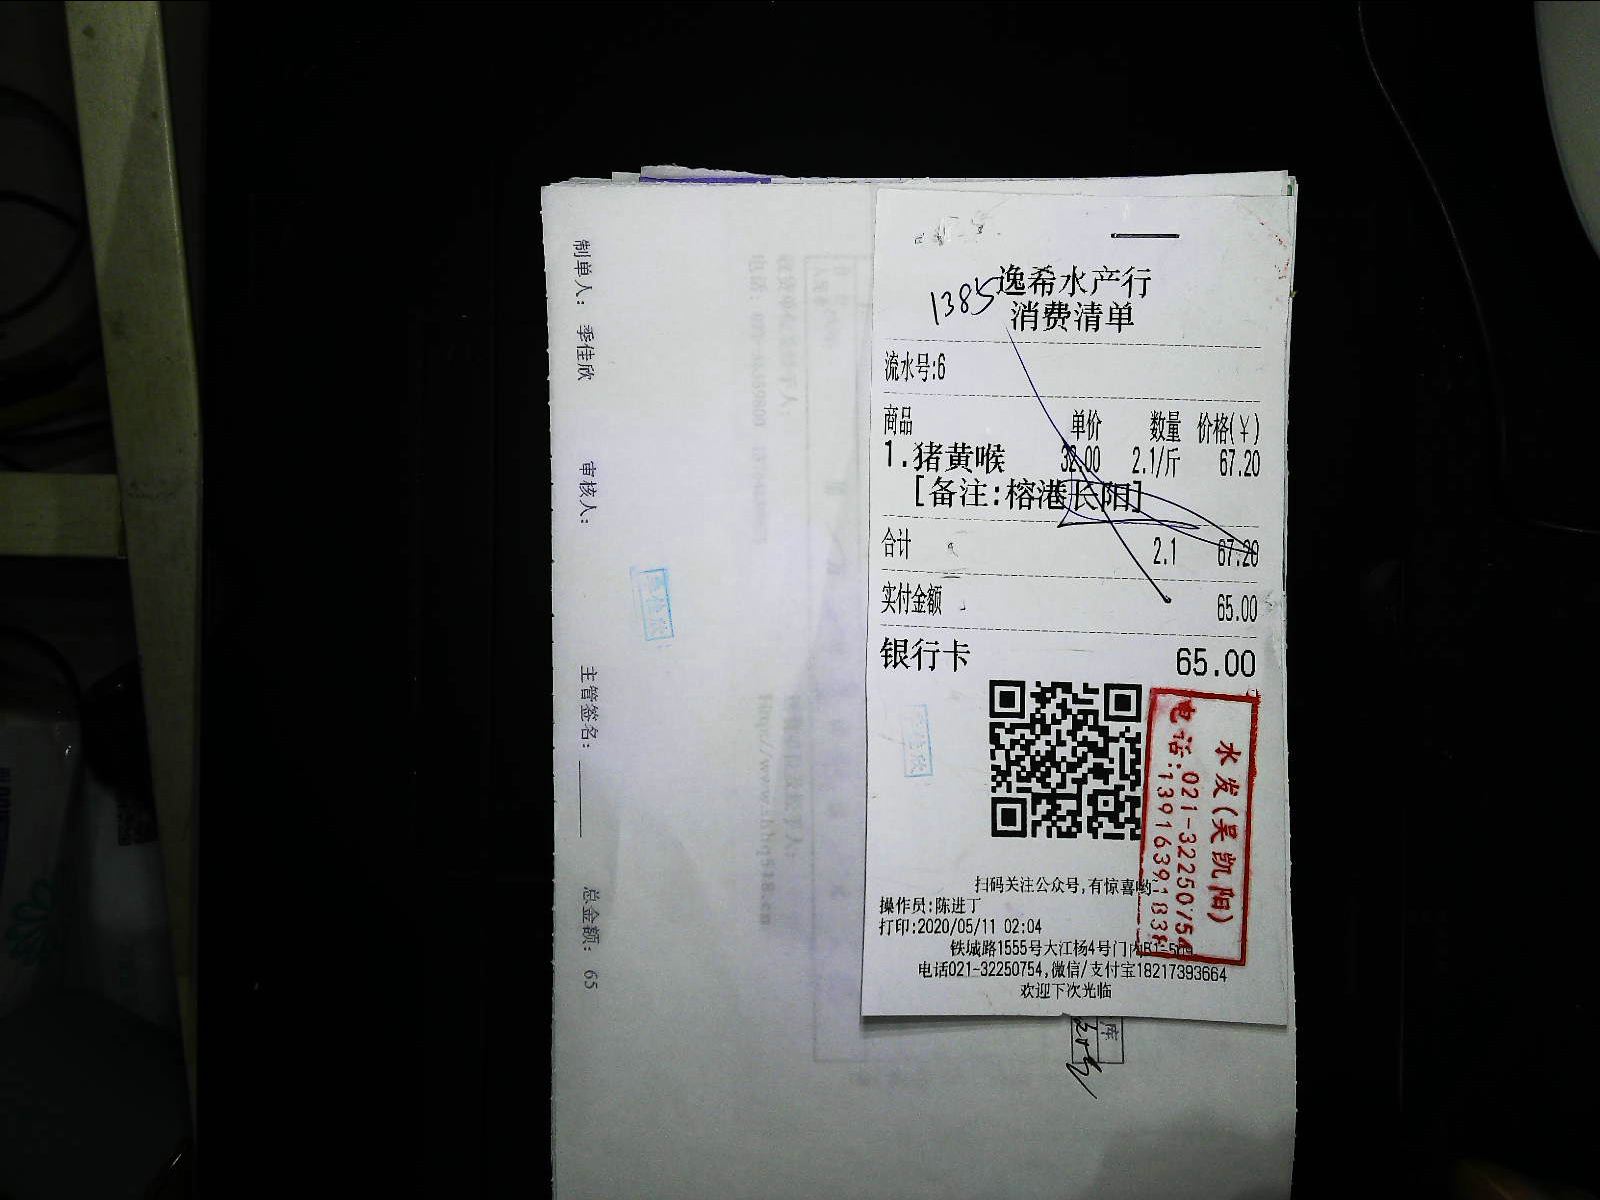 1385
逸希水产行
消费清单
流水号:6
商品 单价 数量 价格(¥)
1.猪黄喉 32.00 2.1/斤 67.20
[备注:榕港长阳]
合计 2.1 67.20
实付金额 65.00
银行卡 65.00
水发(吴凯阳)
电话:021-32250754
扫码关注公众号,有惊喜哟~
操作员:陈进丁
打印:2020/05/11 02:04
铁城路1555号大江杨4号门内
电话021-32250754,微信/支付宝18217393664
欢迎下次光临
制单人: 季佳欣 审核人: 主管签名: 总金额: 65